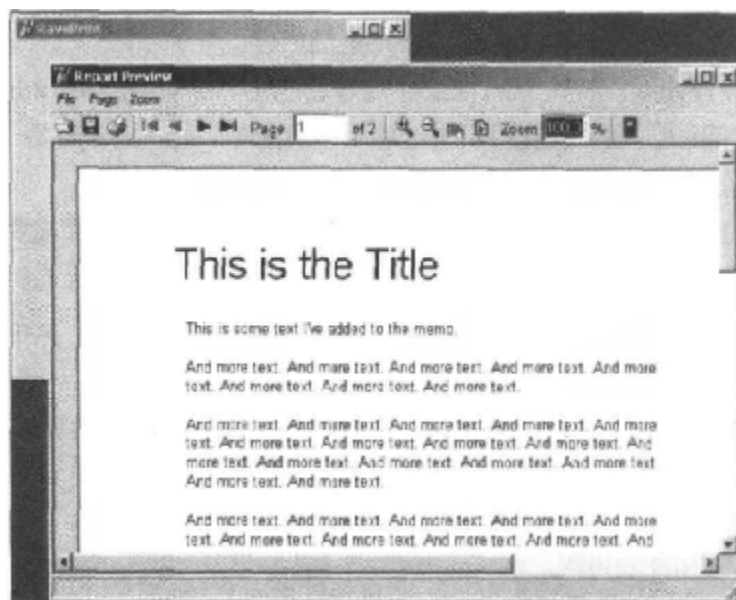 RavePrint
Report Preview
File Page Zoom
Page 1 of 2 Zoom 100.0 %
This is the Title
This is some text I've added to the memo.
And more text. And more text. And more text. And more text. And more
text. And more text. And more text. And more text.
And more text. And more text. And more text. And more text. And more
text. And more text. And more text. And more text. And more text. And
more text. And more text. And more text. And more text. And more text.
And more text. And more text.
And more text. And more text. And more text. And more text. And more
text. And more text. And more text. And more text. And more text. And